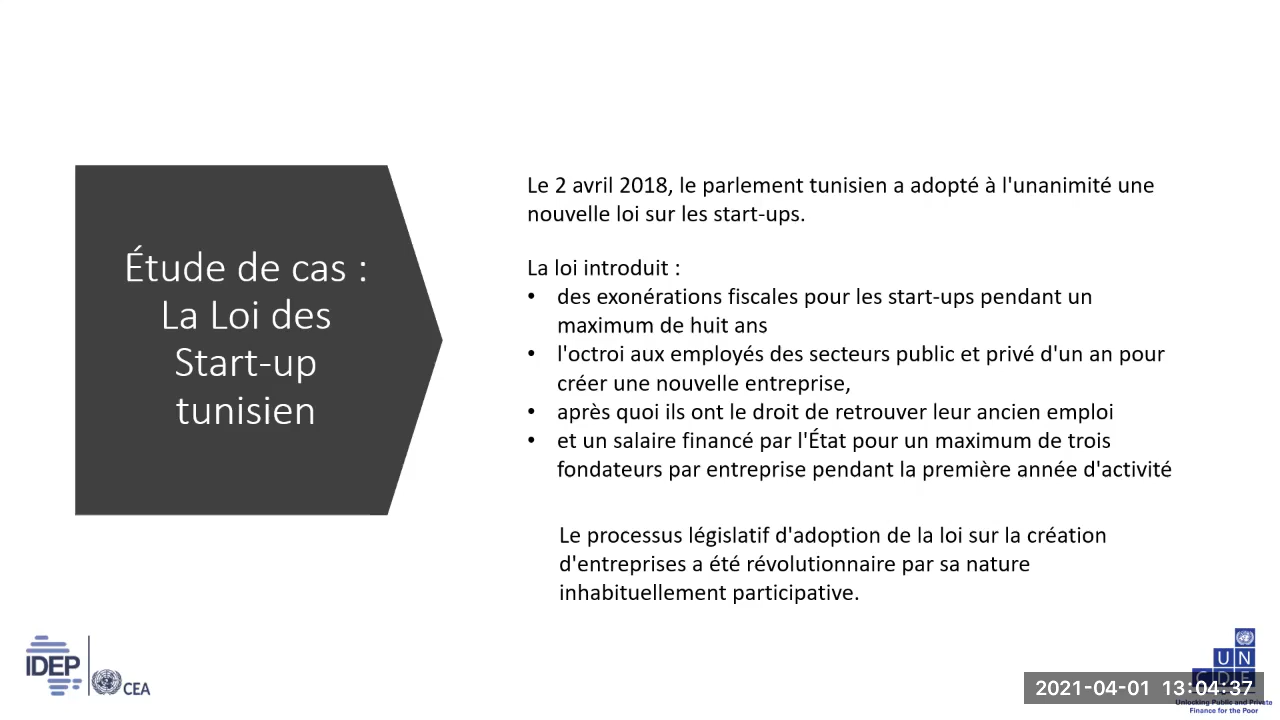 Étude de cas :
La Loi des
Start-up
tunisien
Le 2 avril 2018, le parlement tunisien a adopté à l'unanimité une
nouvelle loi sur les start-ups.
La loi introduit :
• des exonérations fiscales pour les start-ups pendant un
maximum de huit ans
• l'octroi aux employés des secteurs public et privé d'un an pour
créer une nouvelle entreprise,
• après quoi ils ont le droit de retrouver leur ancien emploi
• et un salaire financé par l'État pour un maximum de trois
fondateurs par entreprise pendant la première année d'activité
Le processus législatif d'adoption de la loi sur la création
d'entreprises a été révolutionnaire par sa nature
inhabituellement participative.
IDEP
CEA
UN
CDF
2021-04-01 13:04:37
Unlocking Public and Private
Finance for the Poor